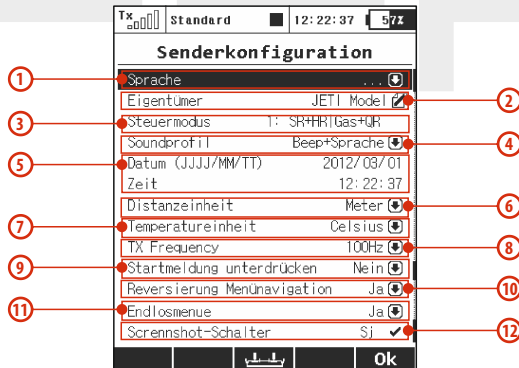 Tx Standard 12:22:37 57%
Senderkonfiguration
1 Sprache ...
Eigentümer JETI Model 2
3 Steuermodus 1: SR+HR|Gas+QR
Soundprofil Beep+Sprache 4
5 Datum (JJJJ/MM/TT) 2012/03/01
Zeit 12:22:37
Distanzeinheit Meter 6
7 Temperatureinheit Celsius
TX Frequency 100Hz 8
9 Startmeldung unterdrücken Nein
Reversierung Menünavigation Ja 10
11 Endlosmenue Ja
Scrennshot-Schalter Sj ✔ 12
Ok